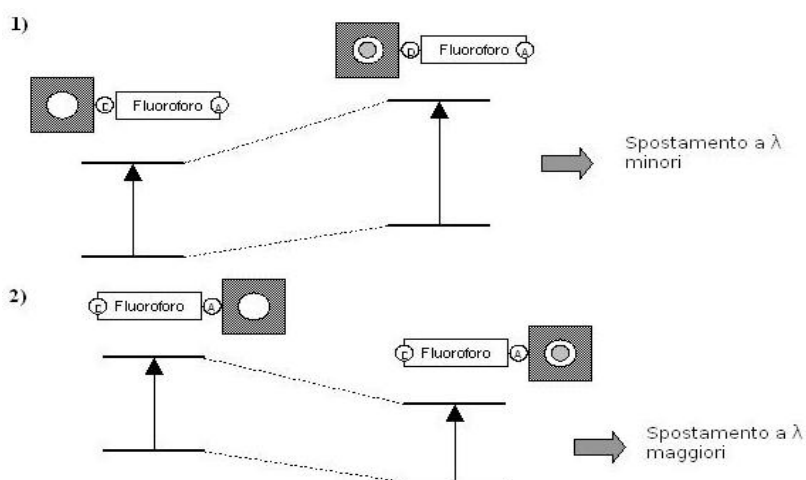 1)
D Fluoroforo A
D Fluoroforo A
Spostamento a λ
minori
2)
D Fluoroforo A
D Fluoroforo A
Spostamento a λ
maggiori